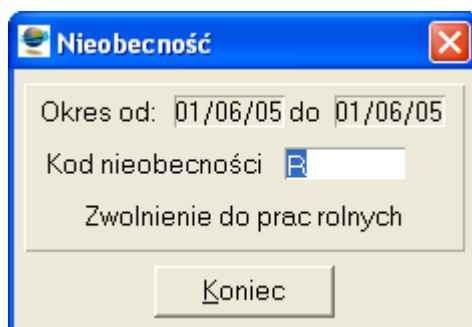 Nieobecność
Okres od: 01/06/05 do 01/06/05
Kod nieobecności R
Zwolnienie do prac rolnych
Koniec